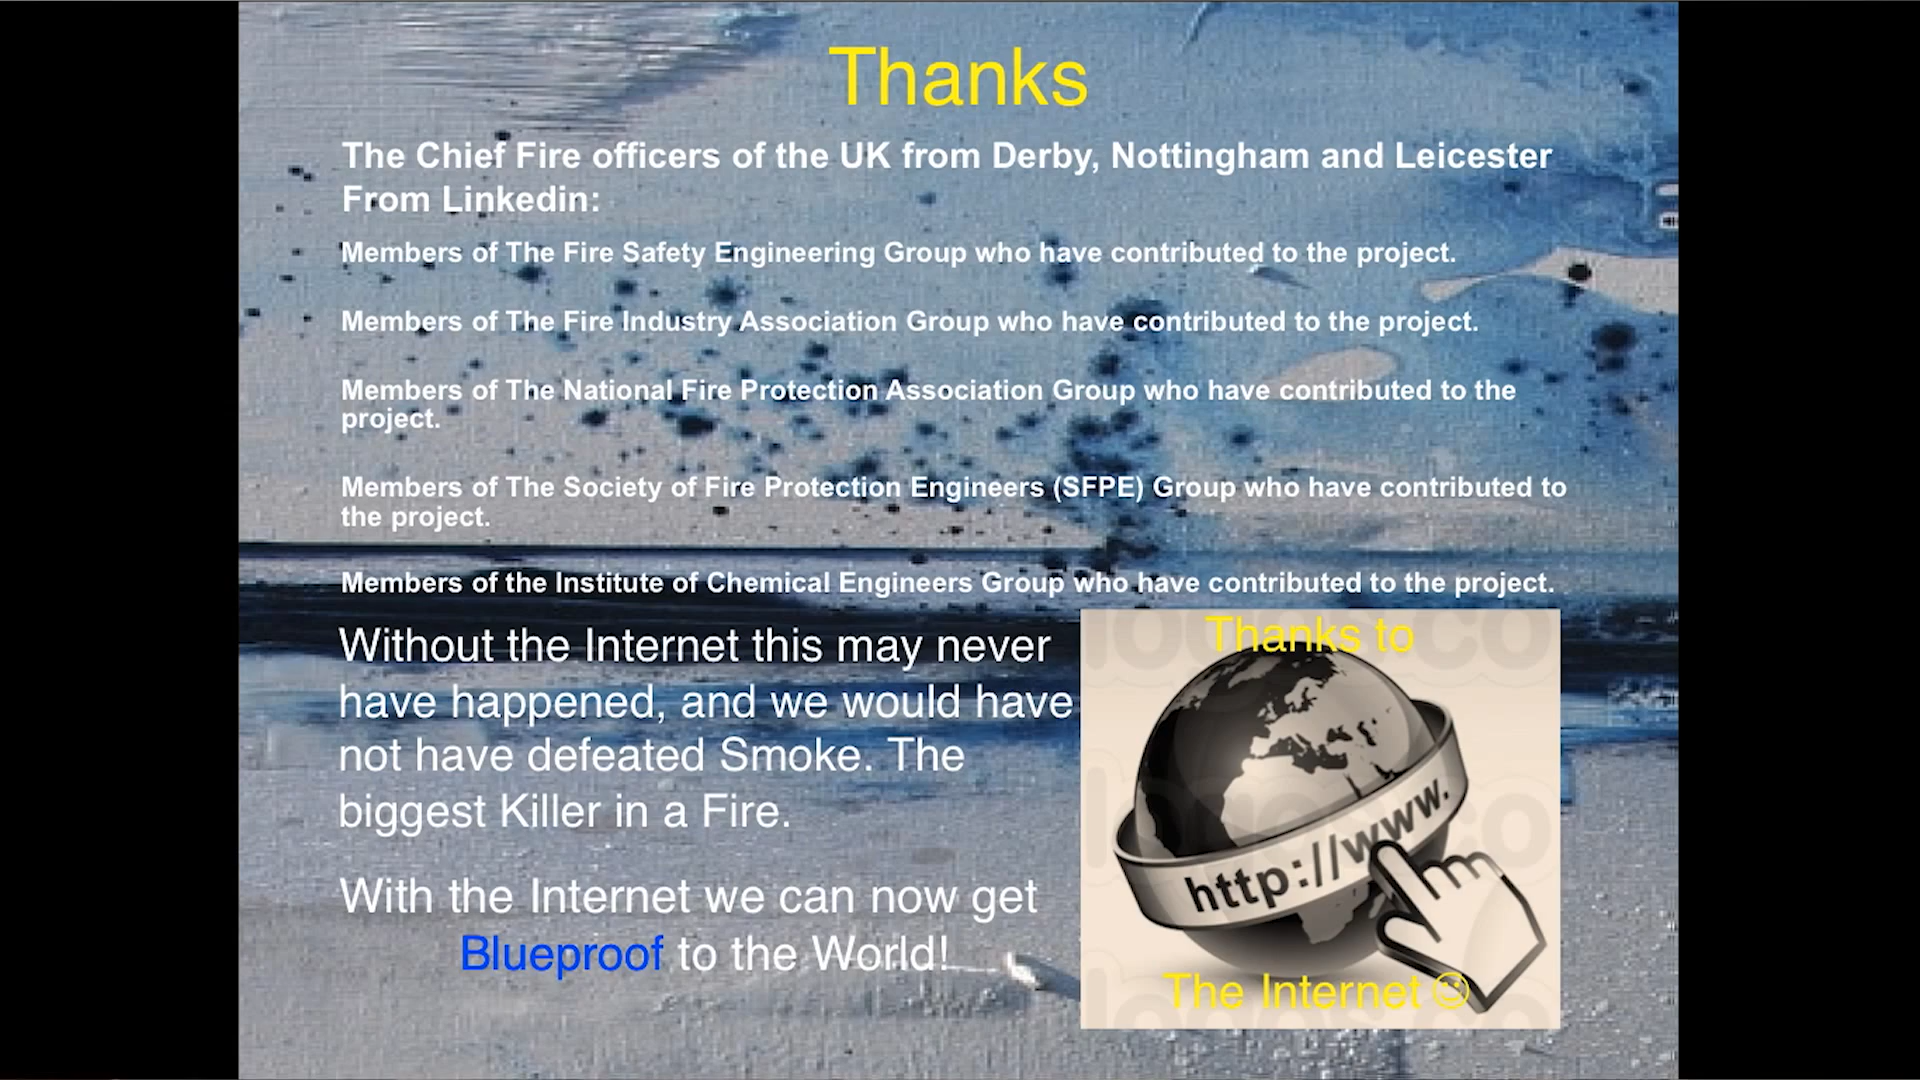 Thanks
The Chief Fire officers of the UK from Derby, Nottingham and Leicester
From Linkedin:
Members of The Fire Safety Engineering Group who have contributed to the project.
Members of The Fire Industry Association Group who have contributed to the project.
Members of The National Fire Protection Association Group who have contributed to the
project.
Members of The Society of Fire Protection Engineers (SFPE) Group who have contributed to
the project.
Members of the Institute of Chemical Engineers Group who have contributed to the project.
Without the Internet this may never
have happened, and we would have
not have defeated Smoke. The
biggest Killer in a Fire.
With the Internet we can now get
Blueproof to the World!
Thanks to
http://www.
The Internet ☺